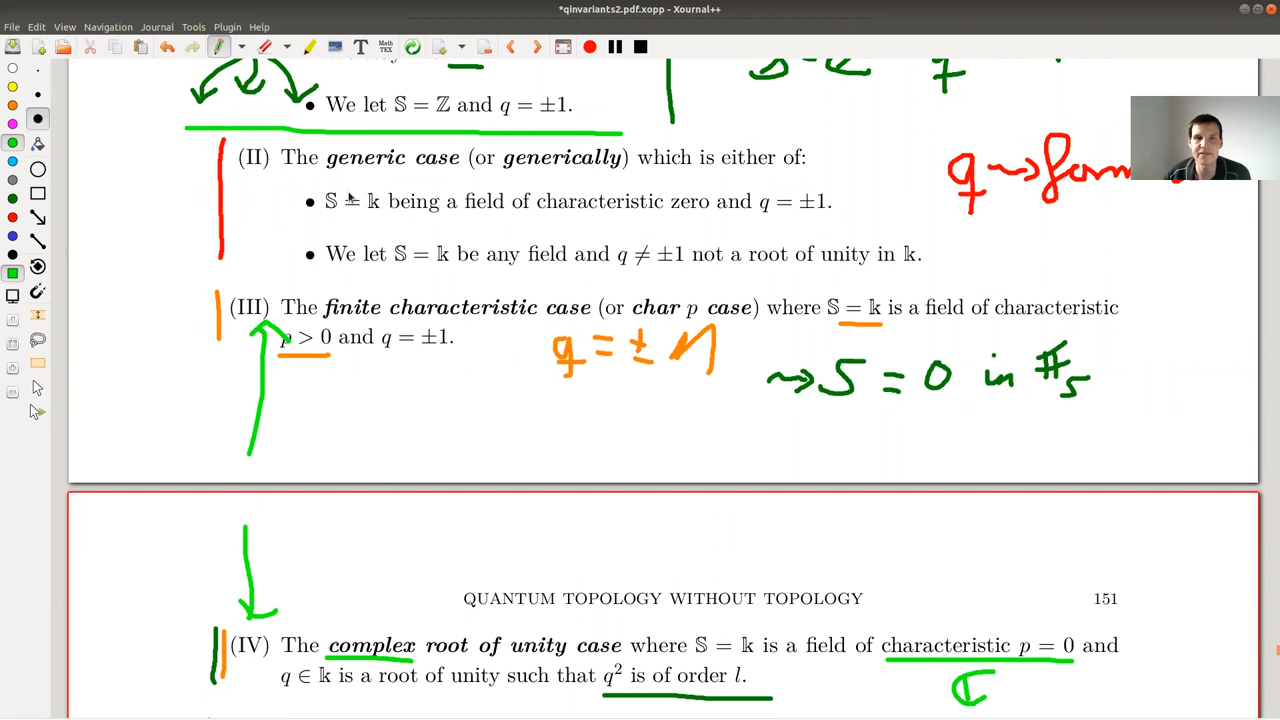 *qinvariants2.pdf.xopp - Xournal++
File Edit View Navigation Journal Tools Plugin Help
• We let 𝕊 = ℤ and q = ±1.
(II) The generic case (or generically) which is either of:
q ⇝
• 𝕊 = 𝕜 being a field of characteristic zero and q = ±1.
• We let 𝕊 = 𝕜 be any field and q ≠ ±1 not a root of unity in 𝕜.
(III) The finite characteristic case (or char p case) where 𝕊 = 𝕜 is a field of characteristic
p > 0 and q = ±1.
q = ± 1
⇝ 5 = 0 in 𝔽₅
QUANTUM TOPOLOGY WITHOUT TOPOLOGY 151
(IV) The complex root of unity case where 𝕊 = 𝕜 is a field of characteristic p = 0 and
q ∈ 𝕜 is a root of unity such that q² is of order l.
ℂ